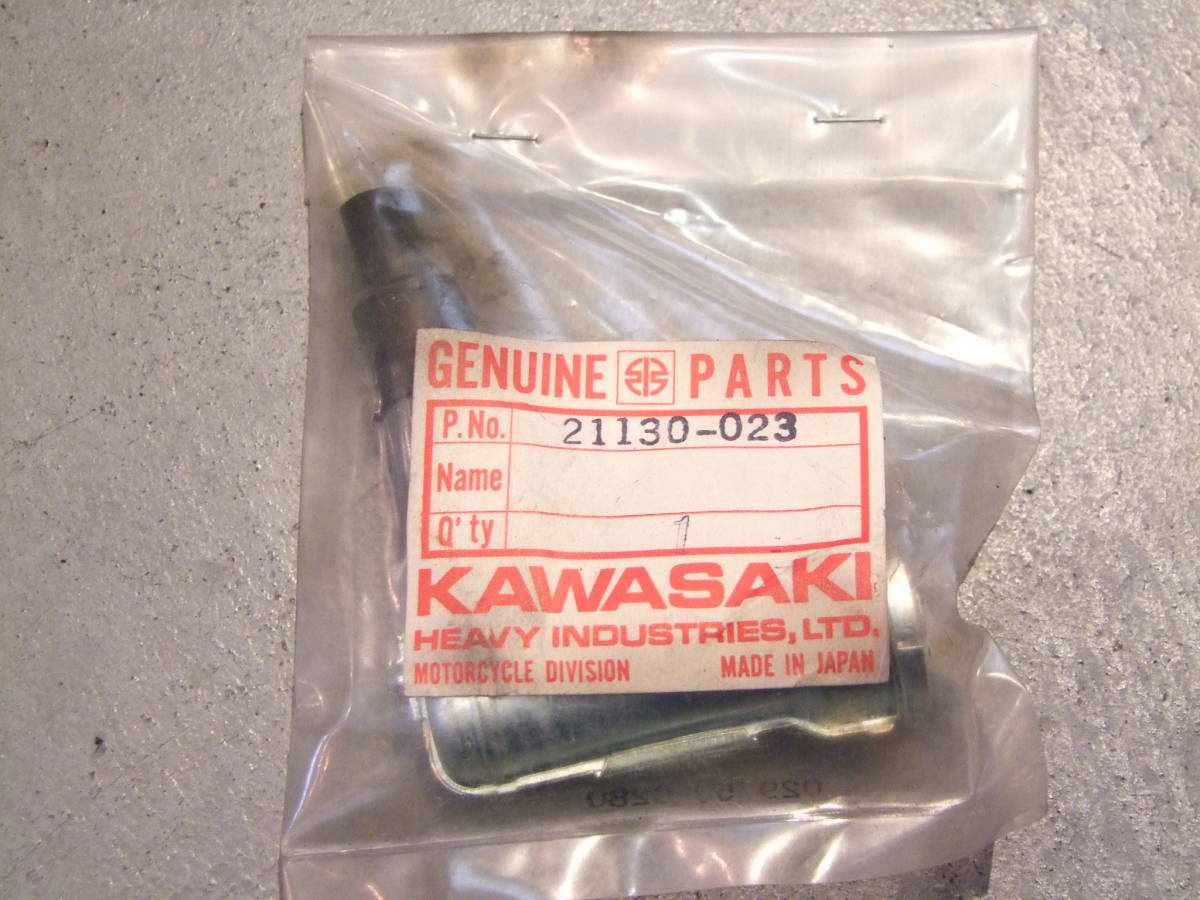 GENUINE PARTS
P.No. 21130-023
Name
Q'ty 1
KAWASAKI
HEAVY INDUSTRIES, LTD.
MOTORCYCLE DIVISION MADE IN JAPAN